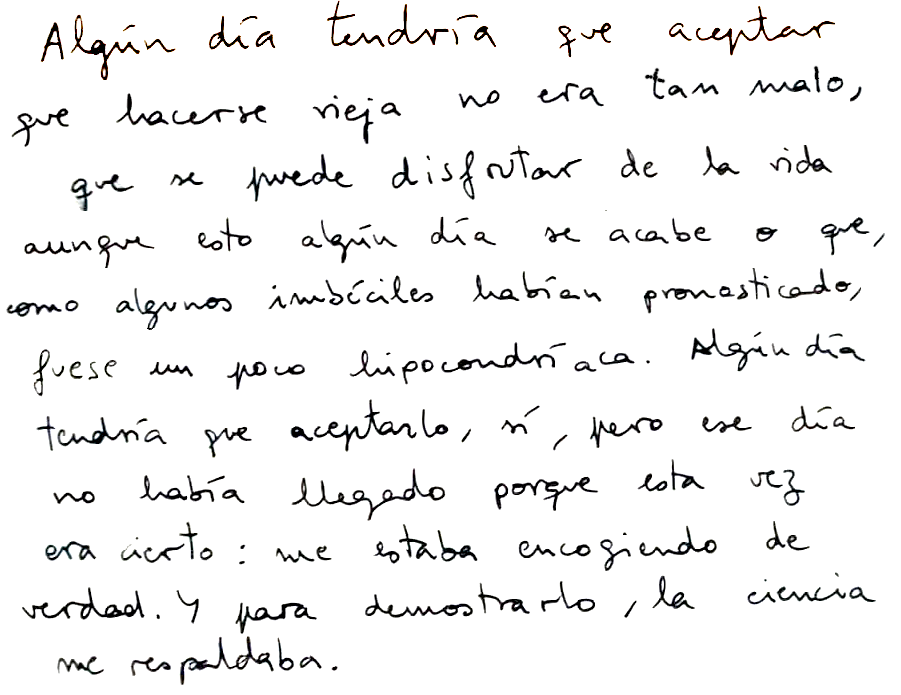 Algún día tendría que aceptar
que hacerse vieja no era tan malo,
que se puede disfrutar de la vida
aunque esto algún día se acabe o que,
como algunos imbéciles habían pronosticado,
fuese un poco hipocondríaca. Algún día
tendría que aceptarlo, sí, pero ese día
no había llegado porque esta vez
era cierto: me estaba encogiendo de
verdad. Y para demostrarlo, la ciencia
me respaldaba.